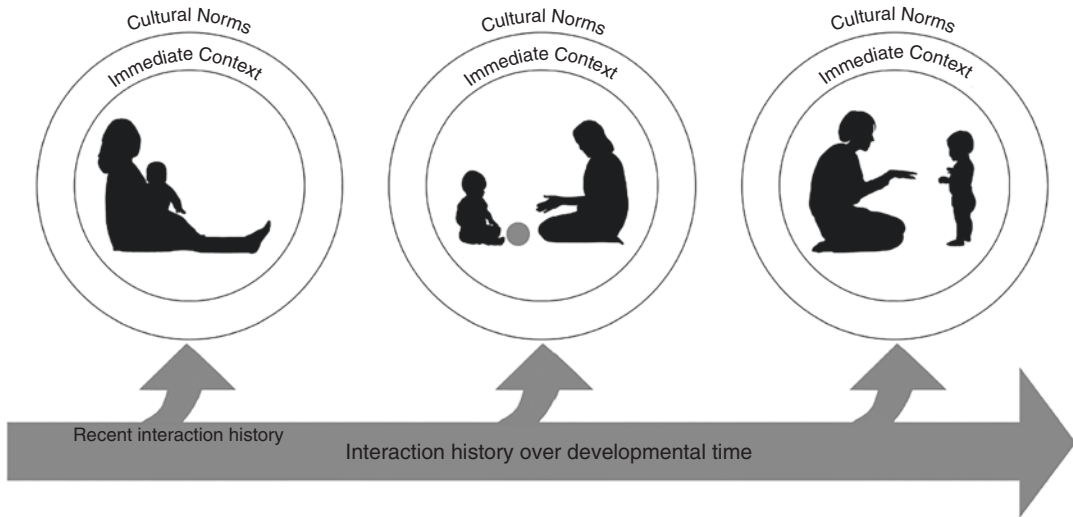 Cultural Norms
Immediate Context
Cultural Norms
Immediate Context
Cultural Norms
Immediate Context
Recent interaction history
Interaction history over developmental time